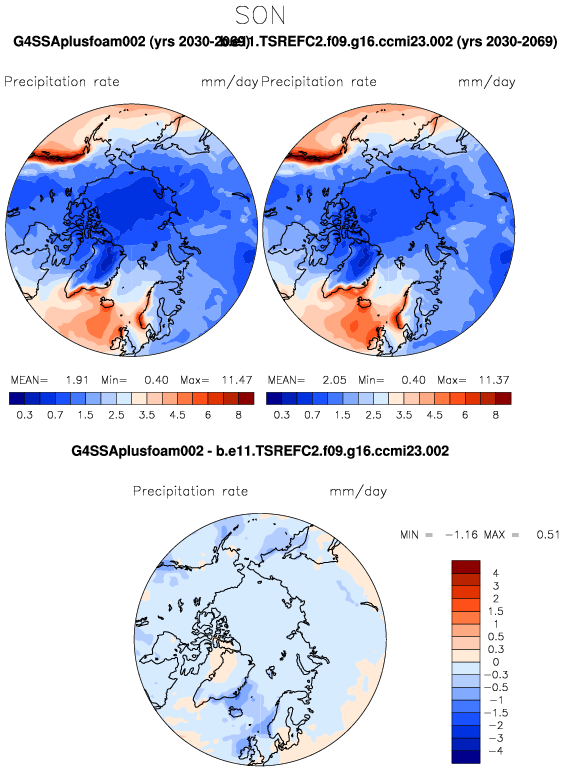 SON
G4SSAplusfoam002 (yrs 2030-2069) b.e11.TSREFC2.f09.g16.ccmi23.002 (yrs 2030-2069)
Precipitation rate mm/day Precipitation rate mm/day
MEAN= 1.91 Min= 0.40 Max= 11.47 MEAN= 2.05 Min= 0.40 Max= 11.37
0.3 0.7 1.5 2.5 3.5 4.5 6 8 0.3 0.7 1.5 2.5 3.5 4.5 6 8
G4SSAplusfoam002 - b.e11.TSREFC2.f09.g16.ccmi23.002
Precipitation rate mm/day
MIN = -1.16 MAX = 0.51
4
3
2
1.5
1
0.5
0.3
0
-0.3
-0.5
-1
-1.5
-2
-3
-4